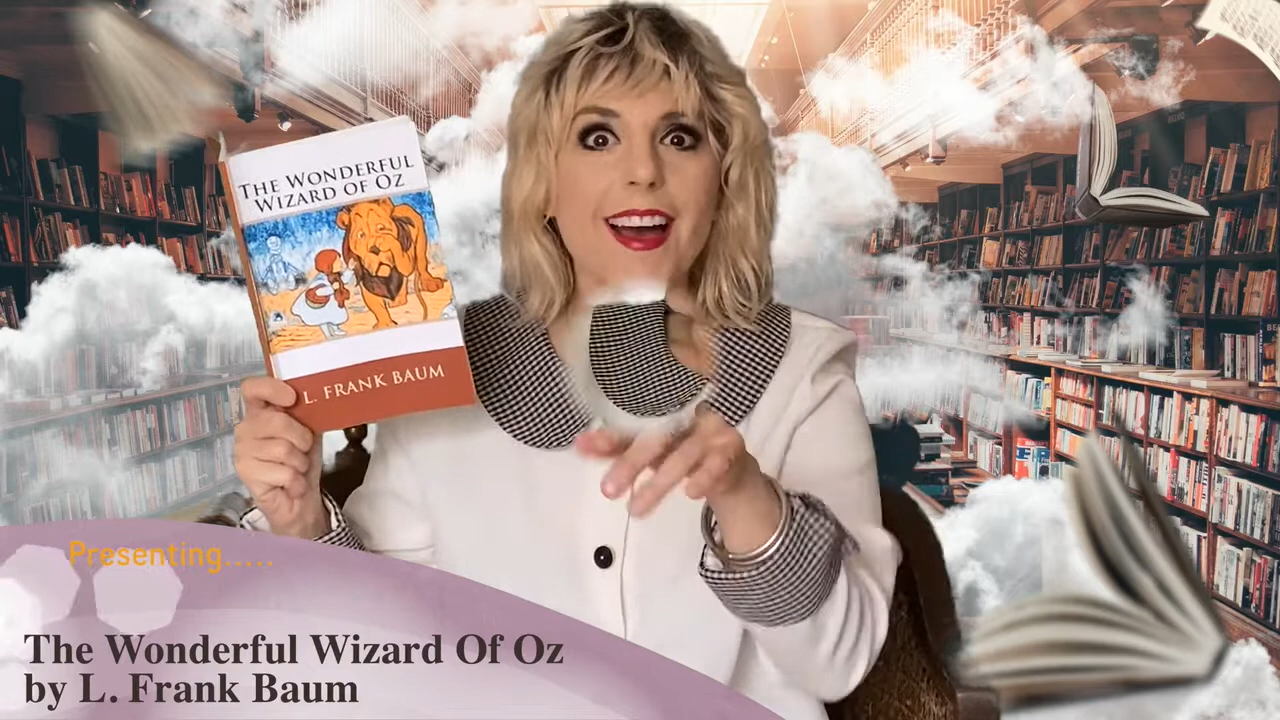 THE WONDERFUL
WIZARD OF OZ
L. FRANK BAUM
Presenting.....
The Wonderful Wizard Of Oz
by L. Frank Baum